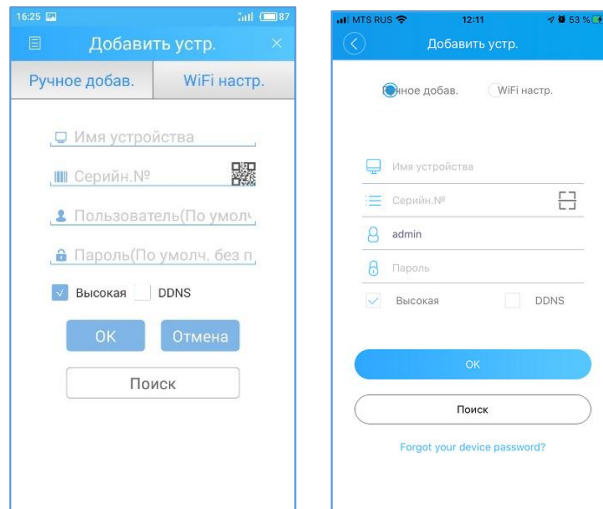 16:25 87
Добавить устр.
Ручное добав. WiFi настр.
Имя устройства
Серийн.№
Пользователь(По умолч
Пароль(По умолч. без п
Высокая DDNS
OK Отмена
Поиск
MTS RUS 12:11 53 %
Добавить устр.
чное добав. WiFi настр.
Имя устройства
Серийн.№
admin
Пароль
Высокая DDNS
OK
Поиск
Forgot your device password?